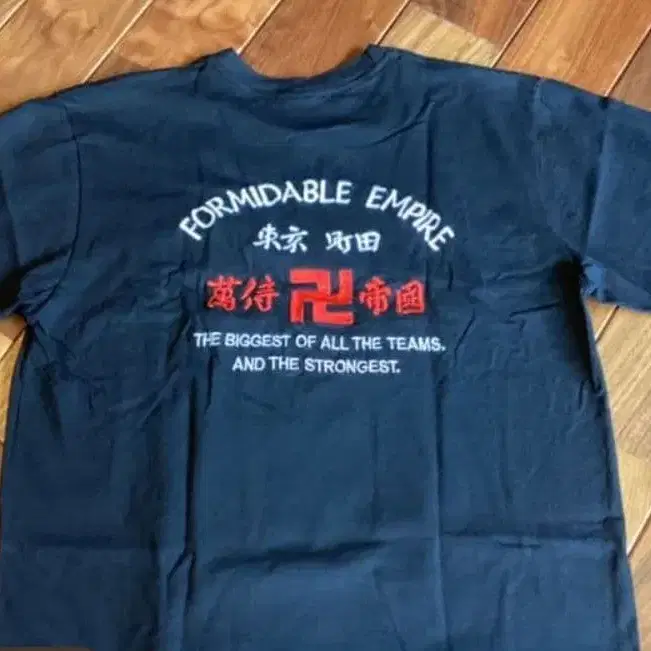 FORMIDABLE EMPIRE
東京 町田
萬侍 卍 帝國
THE BIGGEST OF ALL THE TEAMS.
AND THE STRONGEST.